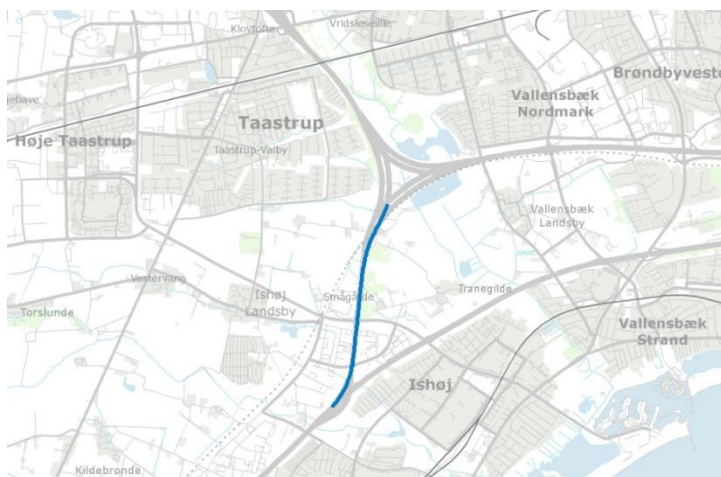 Kløvtofte
Vridsløselille
Brøndbyveste
Vallensbæk
Nordmark
Taastrup
Høje Taastrup
Taastrup-Valby
Vallensbæk
Landsby
Vestervang
Tranegilde
Ishøj
Landsby
Smågårde
Torslunde
Vallensbæk
Strand
Ishøj
Kildebrønde